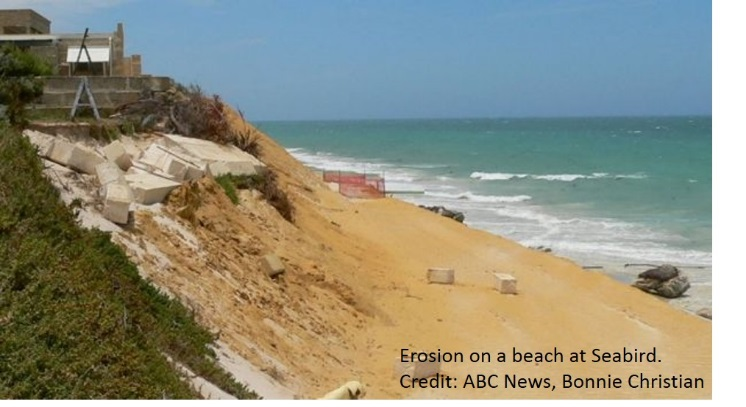 Erosion on a beach at Seabird.
Credit: ABC News, Bonnie Christian